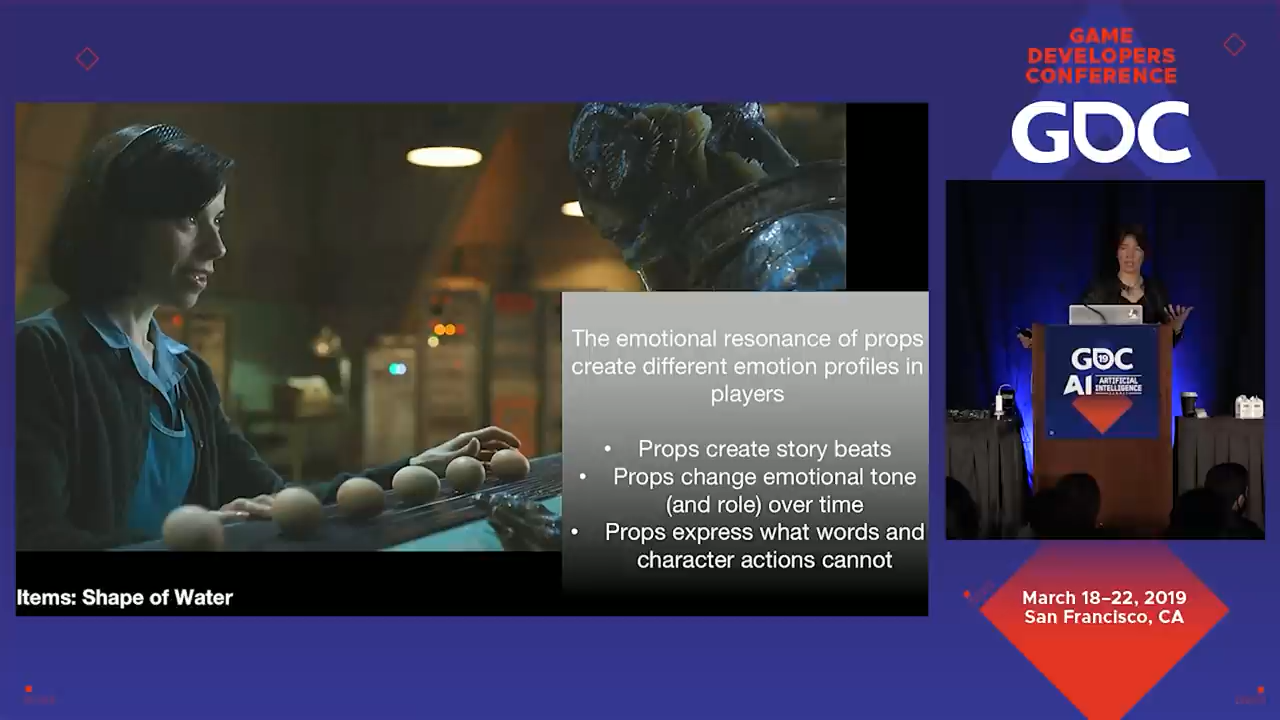 GAME
DEVELOPERS
CONFERENCE
GDC
The emotional resonance of props
create different emotion profiles in
players
• Props create story beats
• Props change emotional tone
(and role) over time
• Props express what words and
character actions cannot
Items: Shape of Water
GDC
19
AI ARTIFICIAL
INTELLIGENCE
March 18–22, 2019
San Francisco, CA